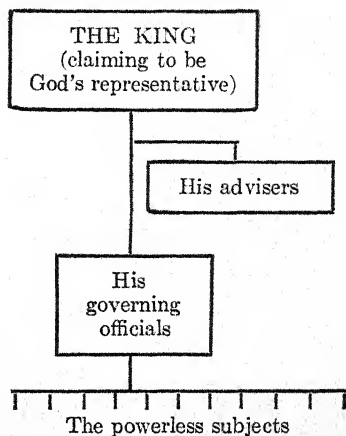 THE KING
(claiming to be
God's representative)
His advisers
His
governing
officials
The powerless subjects